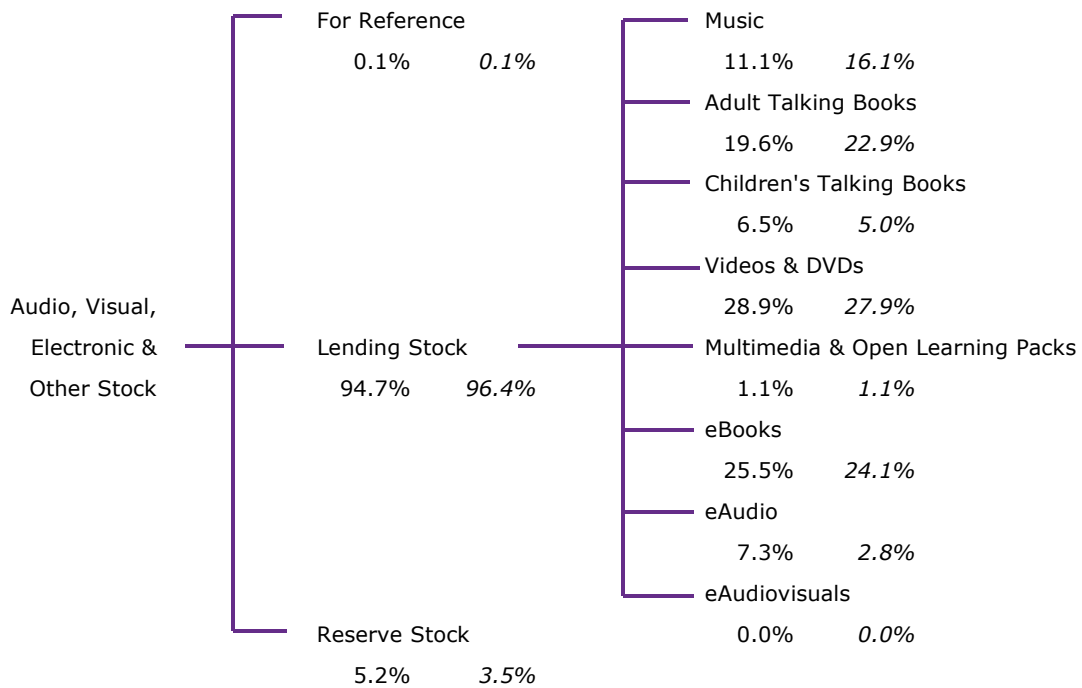 For Reference
0.1% 0.1%
Music
11.1% 16.1%
Adult Talking Books
19.6% 22.9%
Children's Talking Books
6.5% 5.0%
Videos & DVDs
28.9% 27.9%
Audio, Visual,
Electronic &
Other Stock
Lending Stock
94.7% 96.4%
Multimedia & Open Learning Packs
1.1% 1.1%
eBooks
25.5% 24.1%
eAudio
7.3% 2.8%
eAudiovisuals
0.0% 0.0%
Reserve Stock
5.2% 3.5%